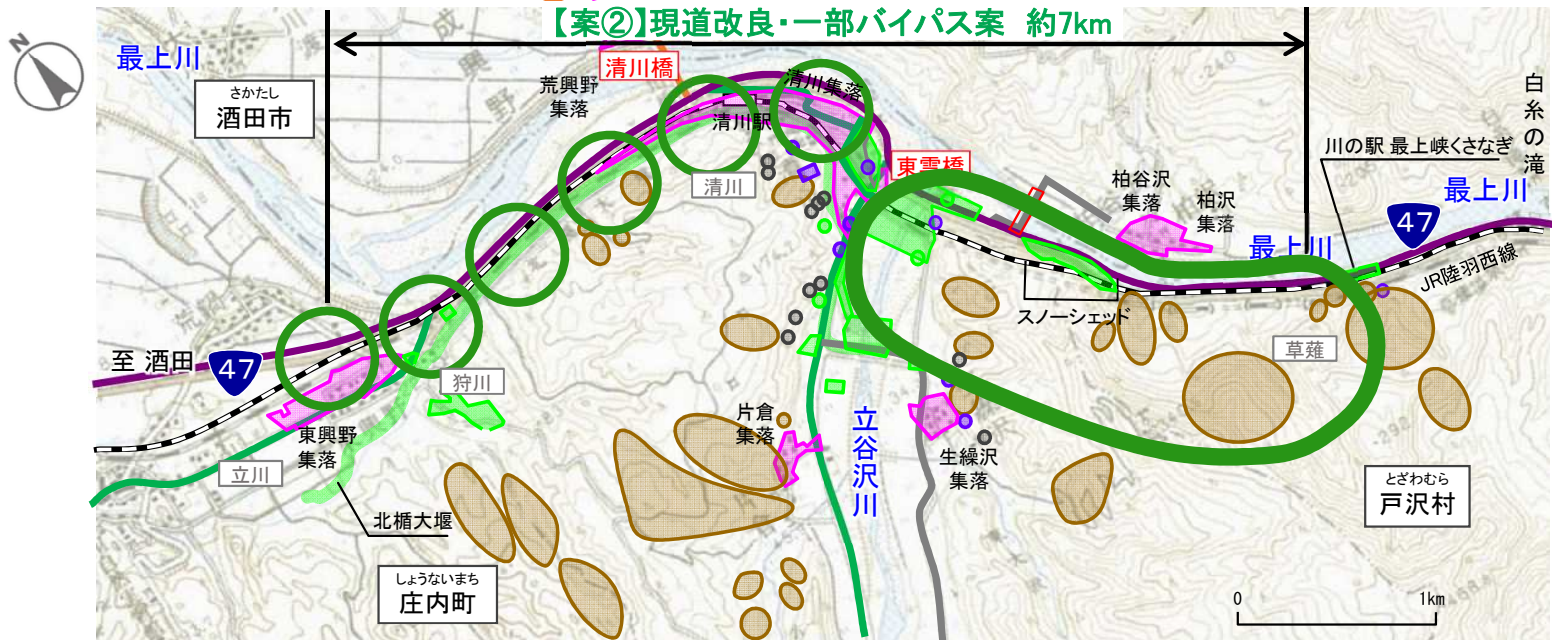 【案②】現道改良・一部バイパス案 約7km
N
最上川
さかたし
酒田市
荒興野
集落
清川橋
清川集落
清川駅
清川
東雲橋
柏谷沢
集落
柏沢
集落
川の駅 最上峡くさなぎ
白糸の滝
最上川
47
最上川
JR陸羽西線
スノーシェッド
草薙
至 酒田
47
狩川
東興野
集落
立川
北楯大堰
片倉
集落
立谷沢川
生繰沢
集落
とざわむら
戸沢村
しょうないまち
庄内町
0
1km